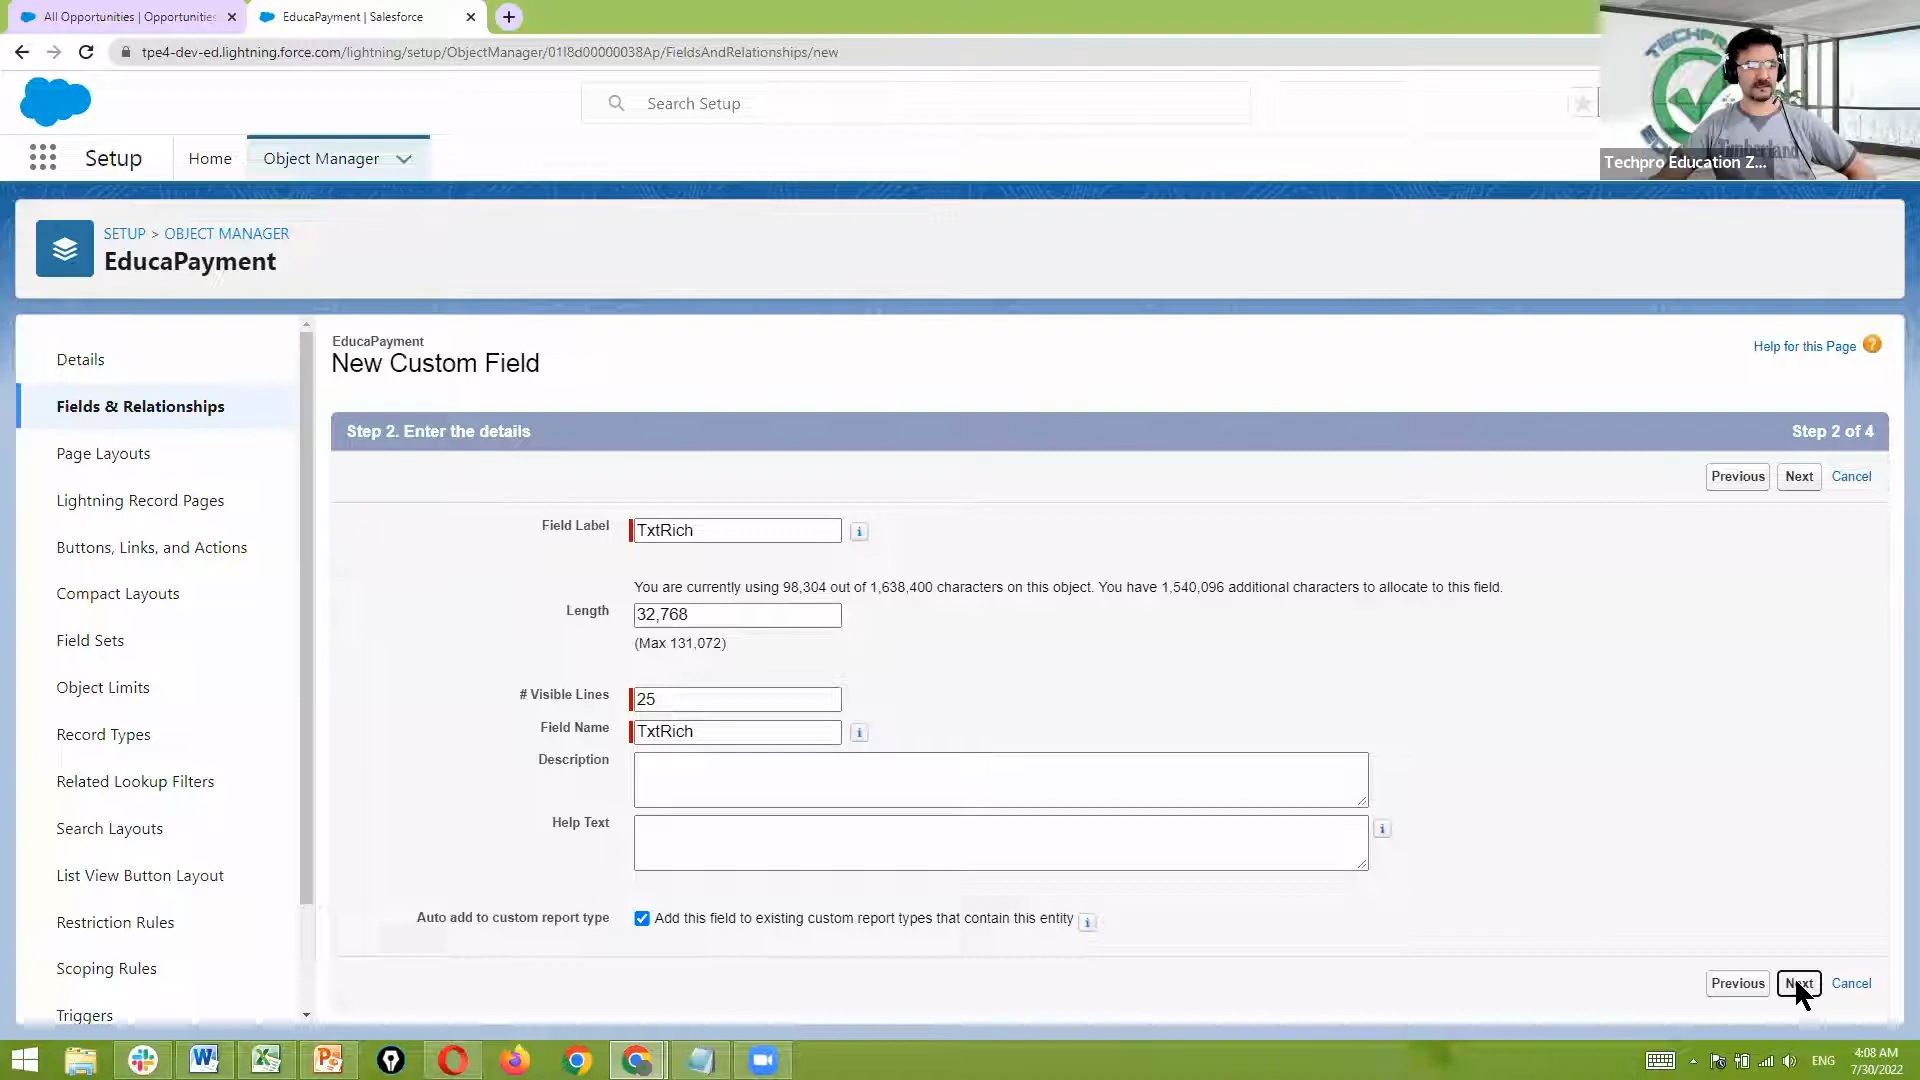 All Opportunities | Opportunities
EducaPayment | Salesforce
tpe4-dev-ed.lightning.force.com/lightning/setup/ObjectManager/01I8d00000038Ap/FieldsAndRelationships/new
Search Setup
Setup
Home
Object Manager
TECHPR
Timberland
Techpro Education Z...
SETUP > OBJECT MANAGER
EducaPayment
Details
Fields & Relationships
Page Layouts
Lightning Record Pages
Buttons, Links, and Actions
Compact Layouts
Field Sets
Object Limits
Record Types
Related Lookup Filters
Search Layouts
List View Button Layout
Restriction Rules
Scoping Rules
Triggers
EducaPayment
New Custom Field
Help for this Page
Step 2. Enter the details
Step 2 of 4
Previous Next Cancel
Field Label TxtRich
You are currently using 98,304 out of 1,638,400 characters on this object. You have 1,540,096 additional characters to allocate to this field.
Length 32,768
(Max 131,072)
# Visible Lines 25
Field Name TxtRich
Description
Help Text
Auto add to custom report type Add this field to existing custom report types that contain this entity
Previous Next Cancel
ENG
4:08 AM
7/30/2022